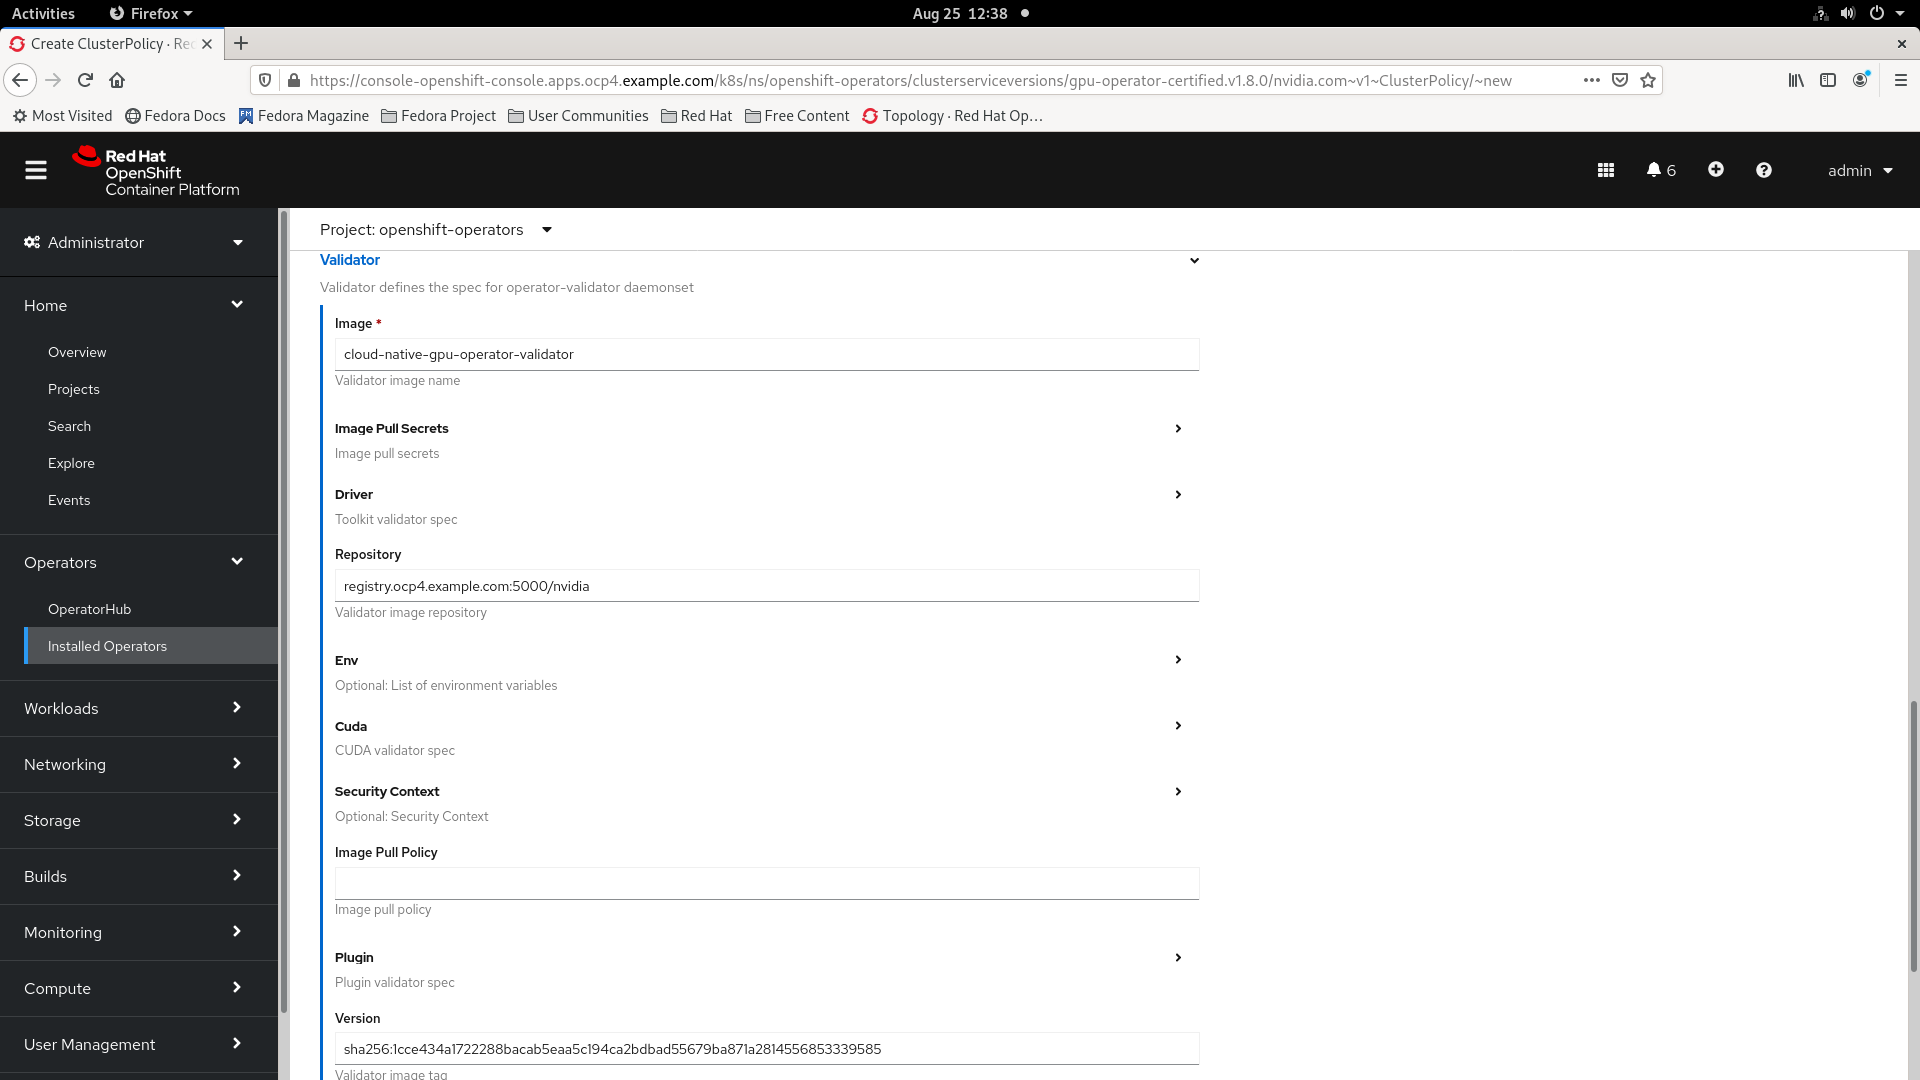 Activities
Firefox
Aug 25 12:38
Create ClusterPolicy · Re
https://console-openshift-console.apps.ocp4.example.com/k8s/ns/openshift-operators/clusterserviceversions/gpu-operator-certified.v1.8.0/nvidia.com~v1~ClusterPolicy/~new
Most Visited
Fedora Docs
Fedora Magazine
Fedora Project
User Communities
Red Hat
Free Content
Topology · Red Hat Op...
Red Hat
OpenShift
Container Platform
6
admin
Administrator
Home
Overview
Projects
Search
Explore
Events
Operators
OperatorHub
Installed Operators
Workloads
Networking
Storage
Builds
Monitoring
Compute
User Management
Project: openshift-operators
Validator
Validator defines the spec for operator-validator daemonset
Image *
cloud-native-gpu-operator-validator
Validator image name
Image Pull Secrets
Image pull secrets
Driver
Toolkit validator spec
Repository
registry.ocp4.example.com:5000/nvidia
Validator image repository
Env
Optional: List of environment variables
Cuda
CUDA validator spec
Security Context
Optional: Security Context
Image Pull Policy
Image pull policy
Plugin
Plugin validator spec
Version
sha256:1cce434a1722288bacab5eaa5c194ca2bdbad55679ba871a2814556853339585
Validator image tag